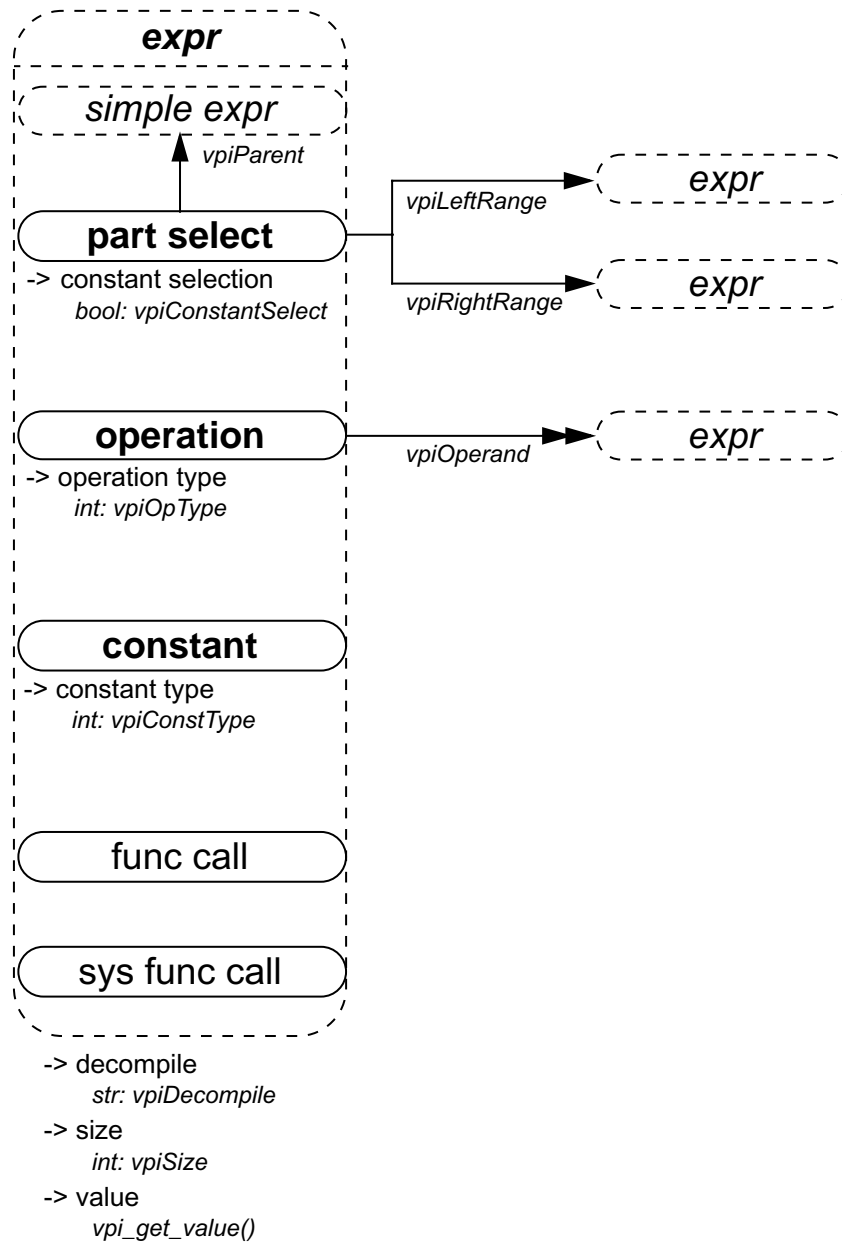 expr
simple expr
vpiParent
vpiLeftRange
expr
part select
-> constant selection
bool: vpiConstantSelect
vpiRightRange
expr
operation
vpiOperand
expr
-> operation type
int: vpiOpType
constant
-> constant type
int: vpiConstType
func call
sys func call
-> decompile
str: vpiDecompile
-> size
int: vpiSize
-> value
vpi_get_value()